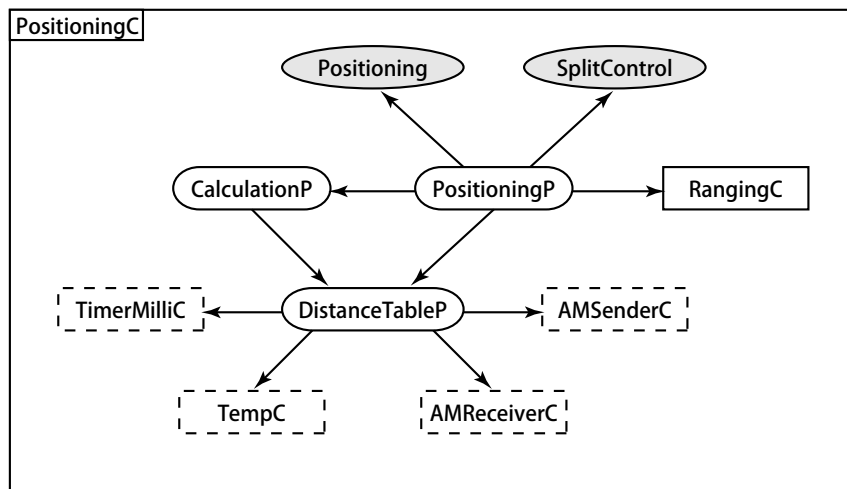 PositioningC
Positioning
SplitControl
CalculationP
PositioningP
RangingC
TimerMilliC
DistanceTableP
AMSenderC
TempC
AMReceiverC